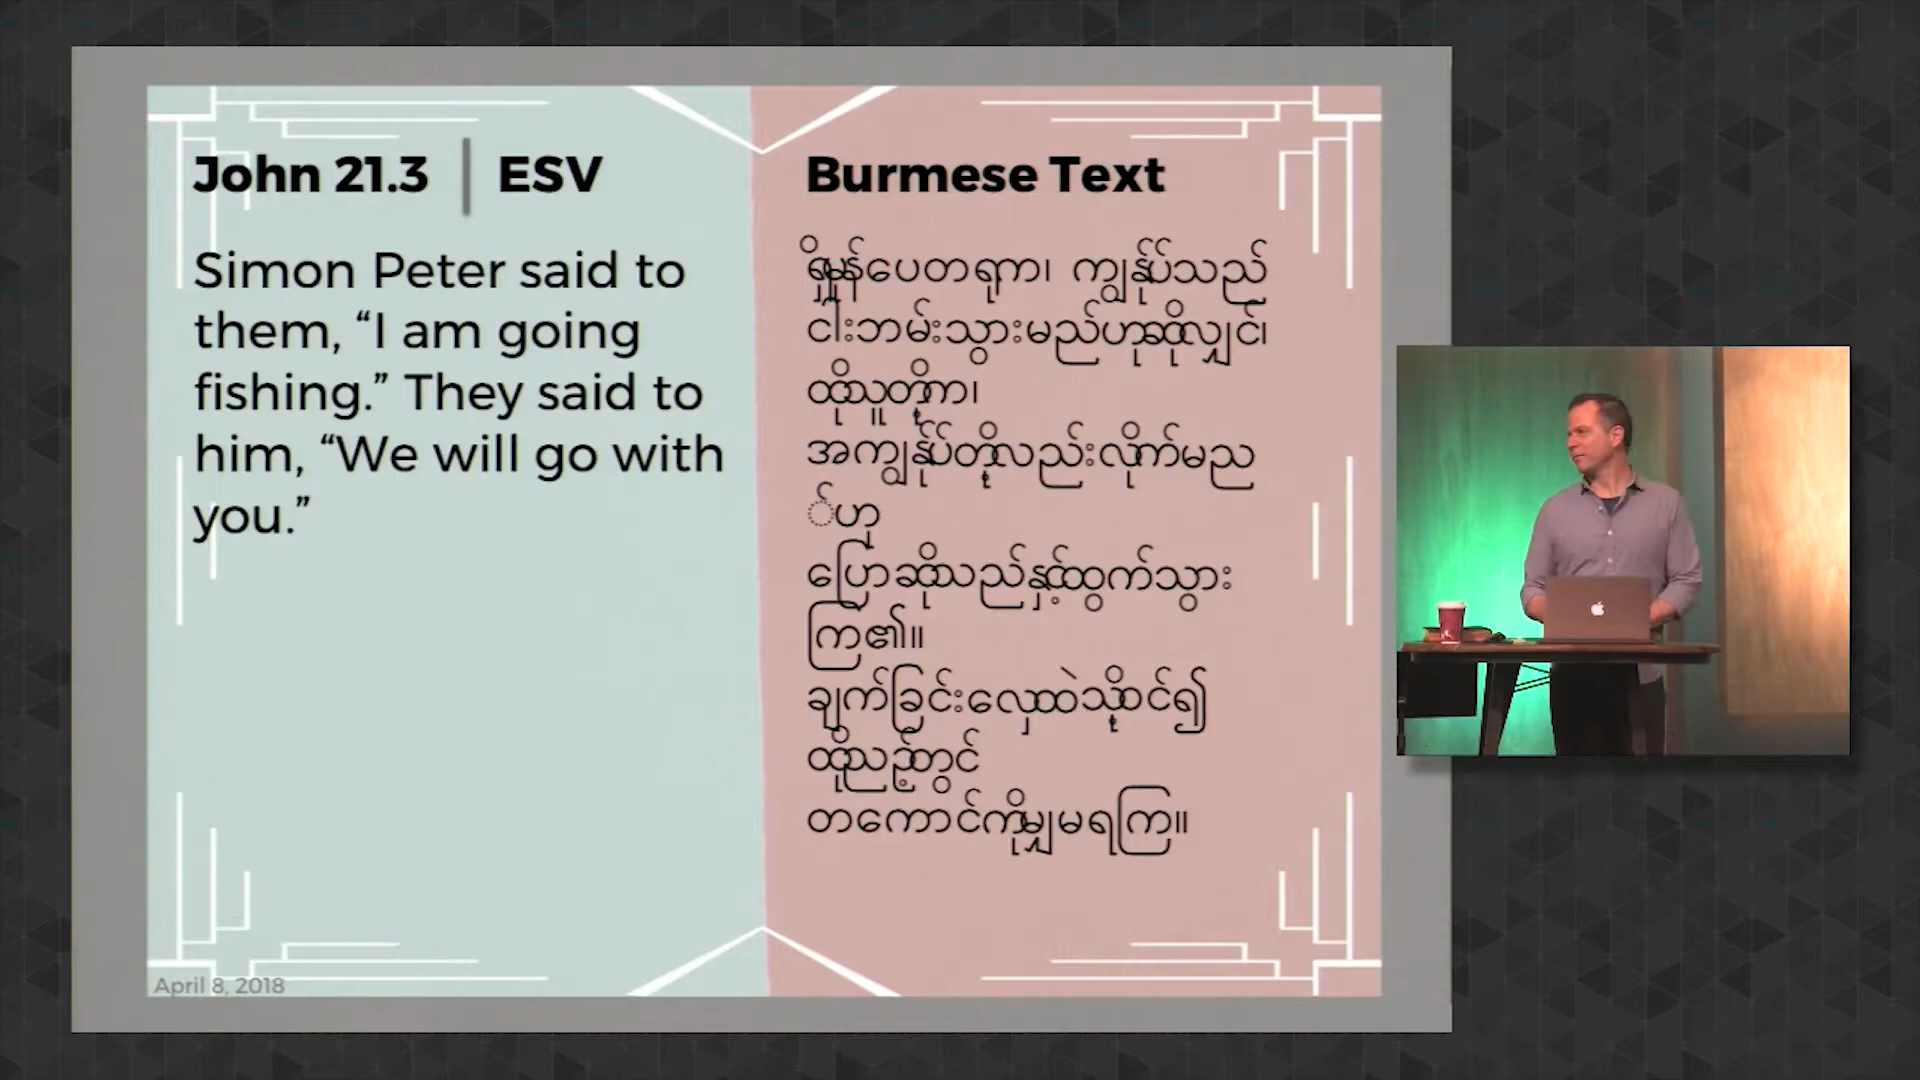 John 21.3 | ESV
Simon Peter said to
them, “I am going
fishing.” They said to
him, “We will go with
you.”
Burmese Text
ရှိမုန်ပေတရုက၊ ကျွန်ုပ်သည်
ငါးဘမ်းသွားမည်ဟုဆိုလျှင်၊
ထိုသူတို့က၊
အကျွန်ုပ်တို့လည်းလိုက်မည
်ဟု
ပြောဆိုသည်နှင့်ထွက်သွား
ကြ၏။
ချက်ခြင်းလှေထဲသို့ဝင်၍
ထိုညဉ့်တွင်
တကောင်ကိုမျှမရကြ။
April 8, 2018